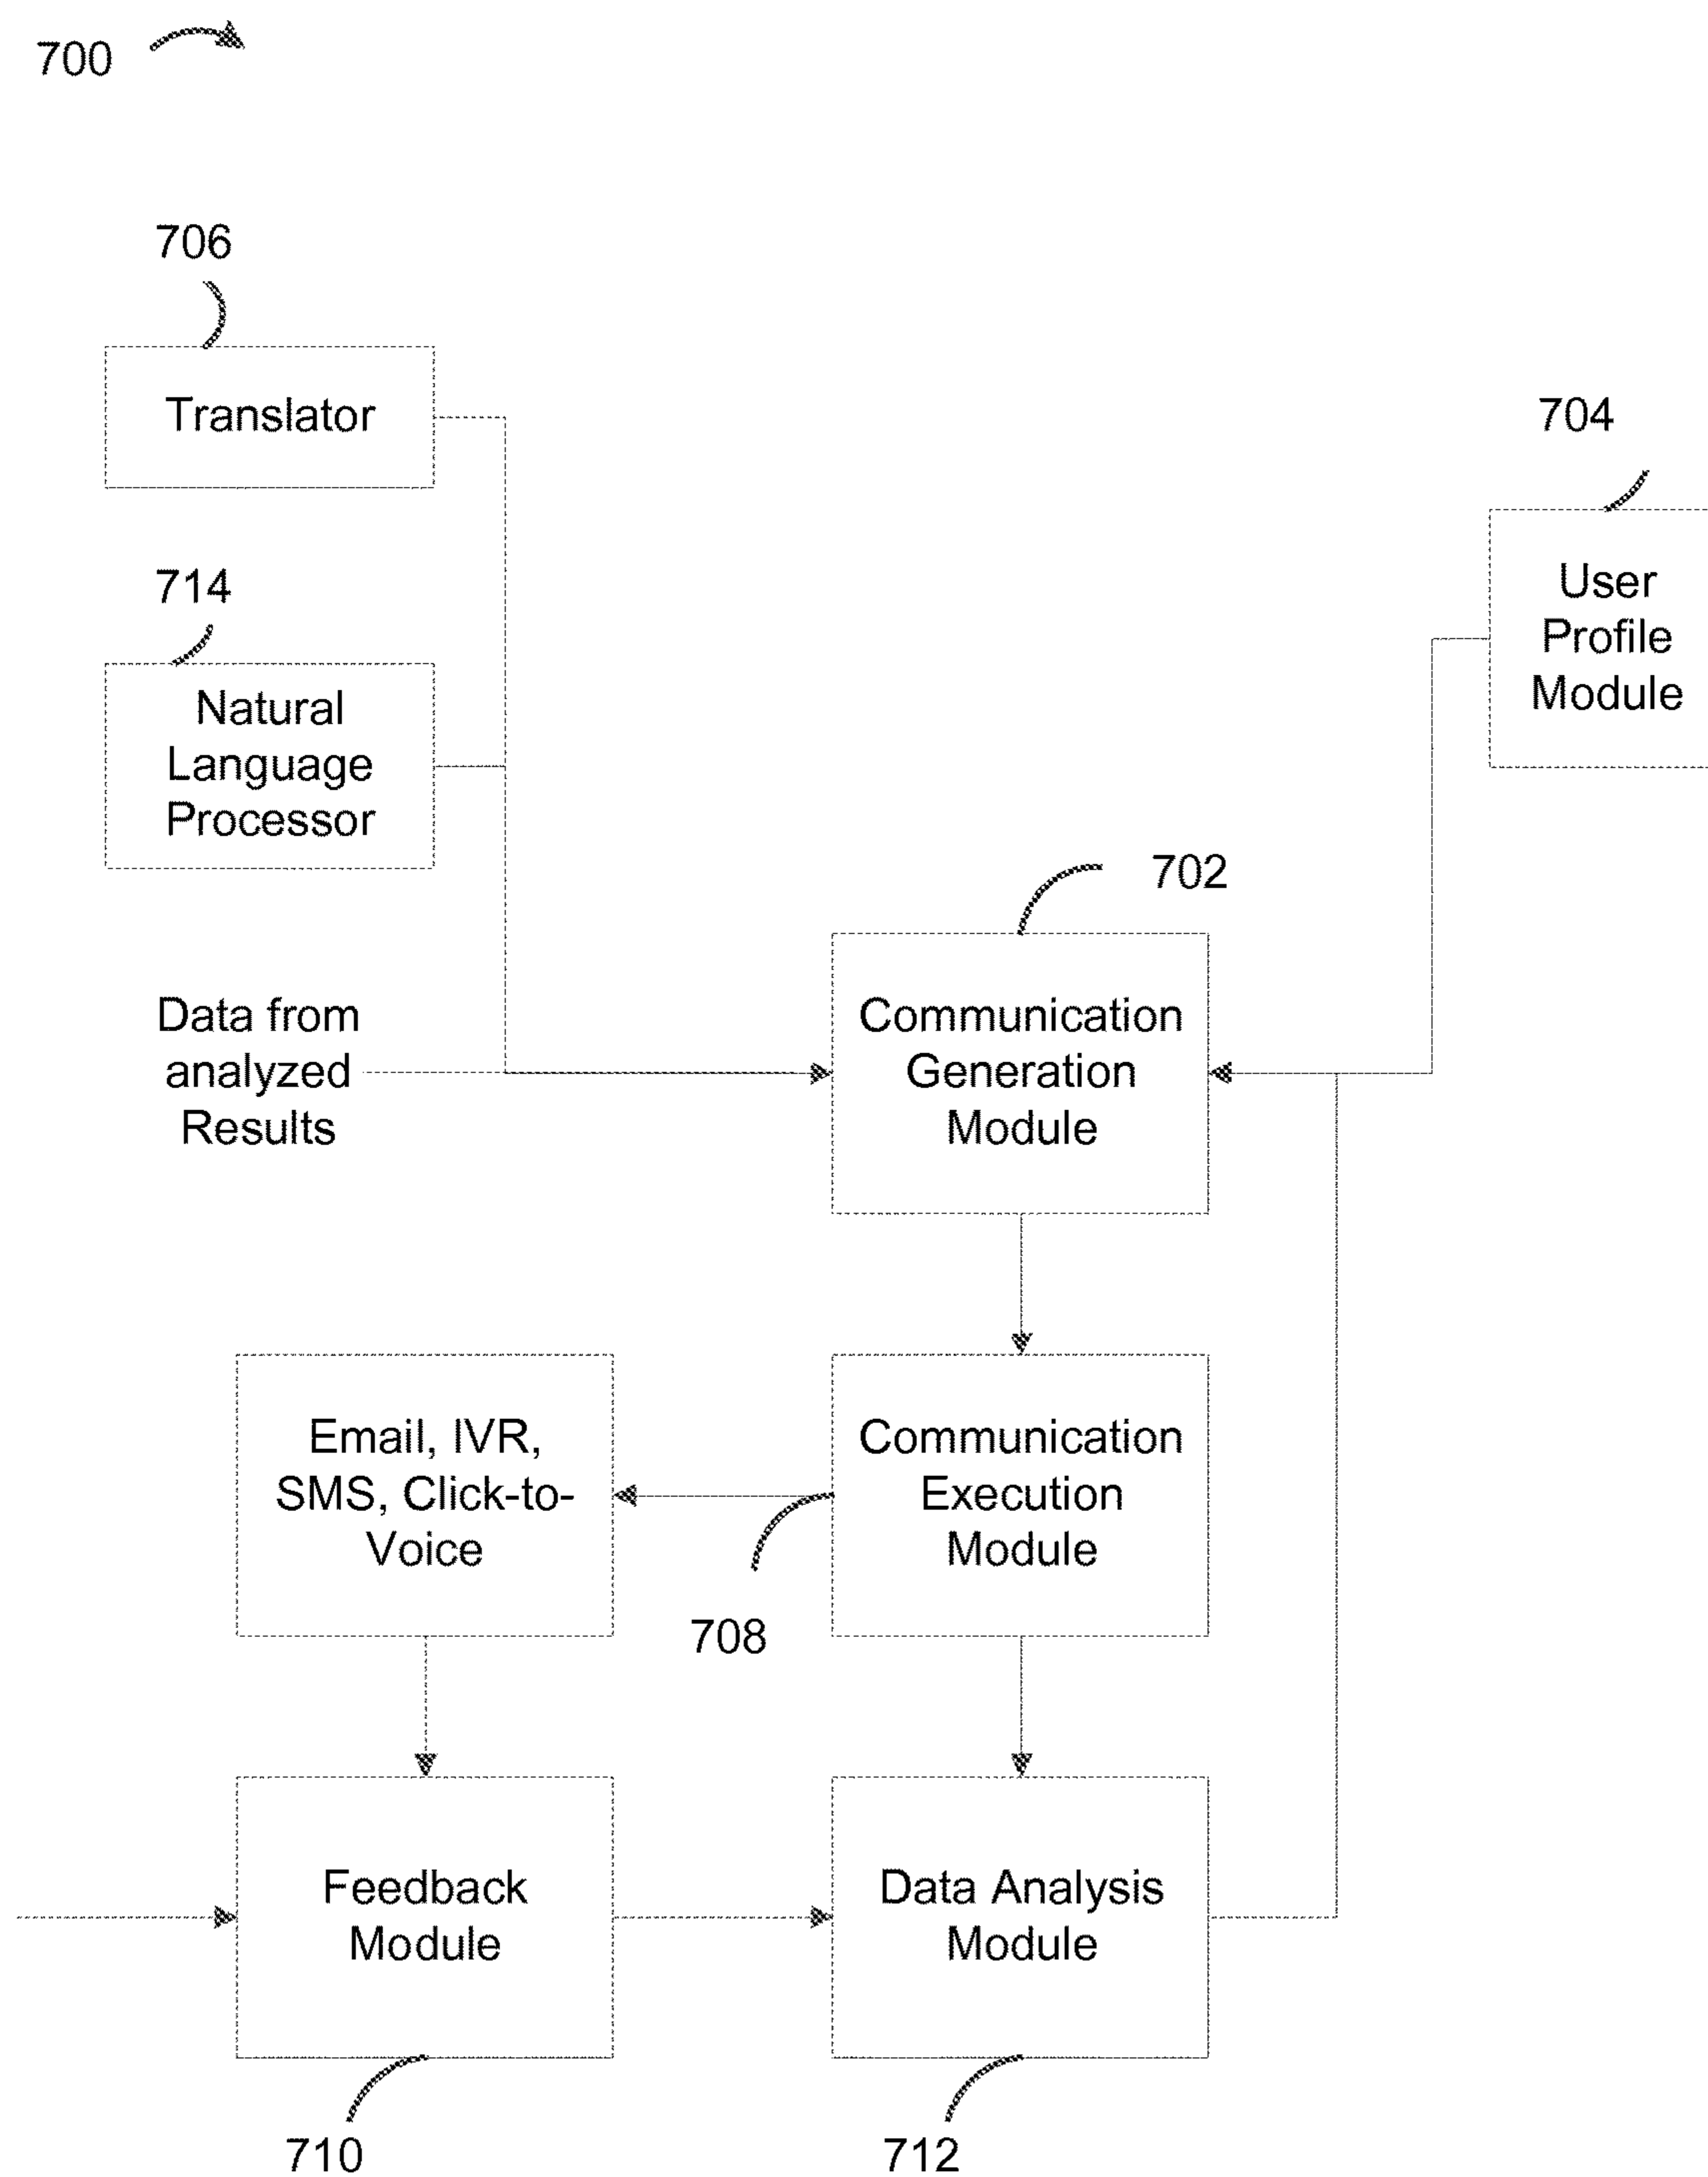 700
706
Translator
704
User
Profile
Module
714
Natural
Language
Processor
702
Communication
Generation
Module
Data from
analyzed
Results
Email, IVR,
SMS, Click-to-
Voice
Communication
Execution
Module
708
Feedback
Module
Data Analysis
Module
710
712